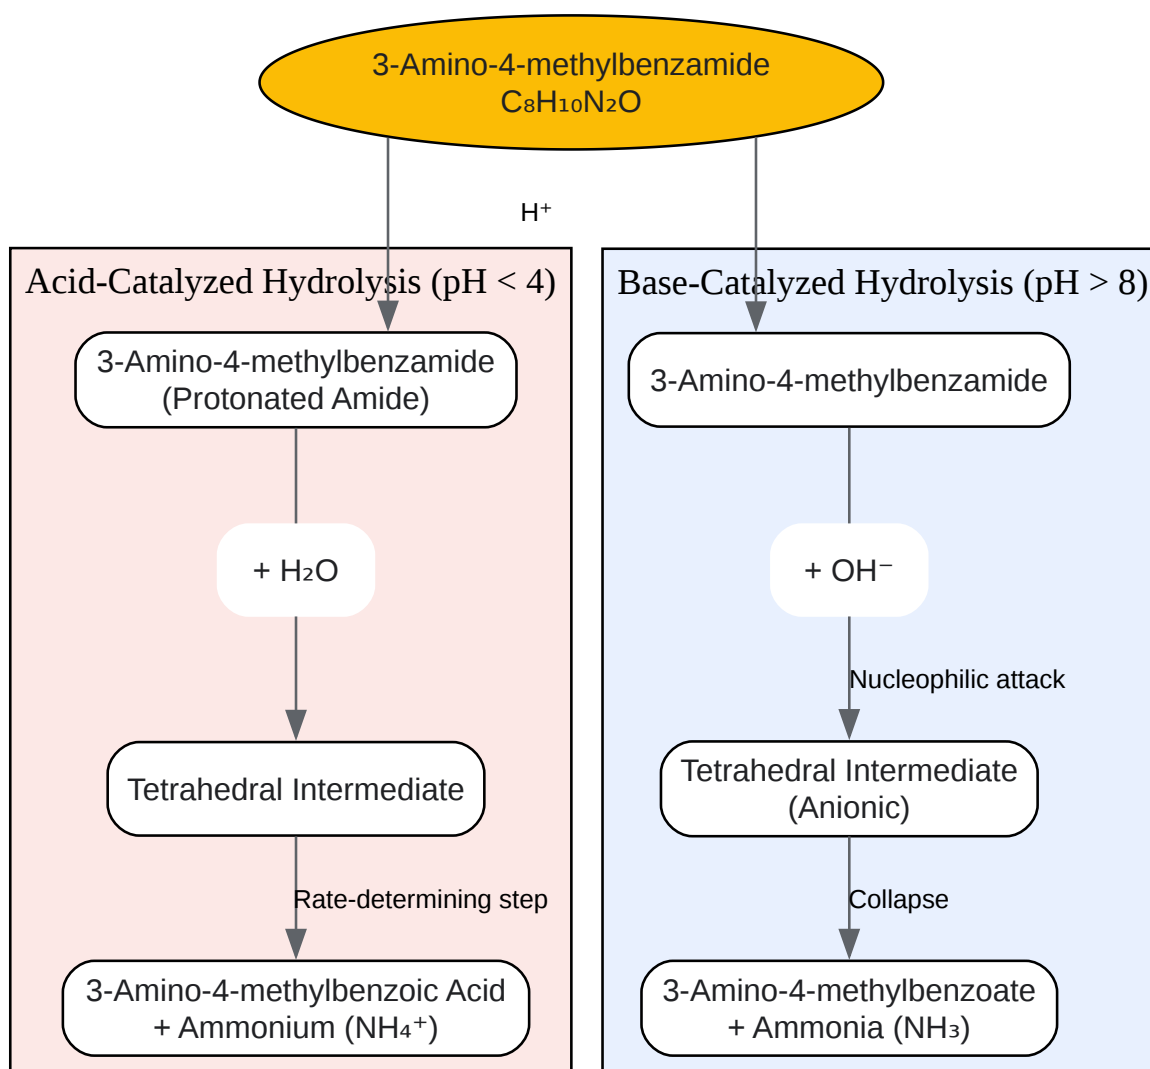 3-Amino-4-methylbenzamide
C₈H₁₀N₂O
H⁺
Acid-Catalyzed Hydrolysis (pH < 4)
3-Amino-4-methylbenzamide
(Protonated Amide)
+ H₂O
Tetrahedral Intermediate
Rate-determining step
3-Amino-4-methylbenzoic Acid
+ Ammonium (NH₄⁺)
Base-Catalyzed Hydrolysis (pH > 8)
3-Amino-4-methylbenzamide
+ OH⁻
Nucleophilic attack
Tetrahedral Intermediate
(Anionic)
Collapse
3-Amino-4-methylbenzoate
+ Ammonia (NH₃)